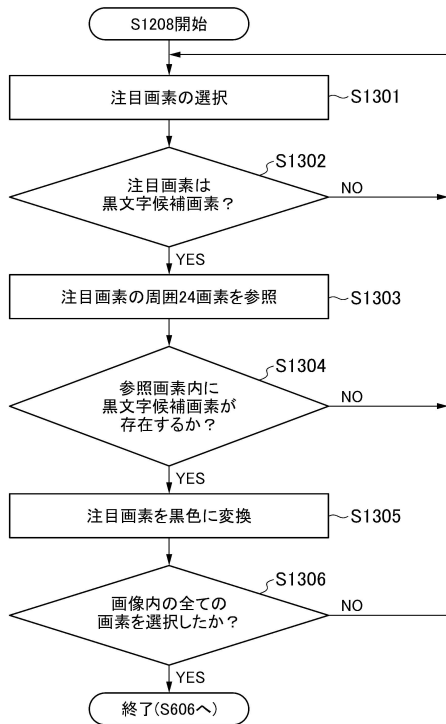 S1208開始
注目画素の選択
S1301
S1302
注目画素は
黒文字候補画素？
NO
YES
注目画素の周囲24画素を参照
S1303
S1304
参照画素内に
黒文字候補画素が
存在するか？
NO
YES
注目画素を黒色に変換
S1305
S1306
画像内の全ての
画素を選択したか？
NO
YES
終了(S606へ)